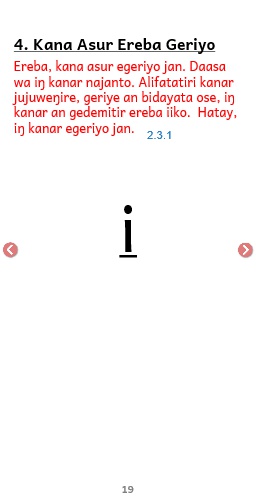 4. Kana Asur Ereba Geriyo
Ereba, kana asur egeriyo jan. Daasa
wa iŋ kanar najanto. Alifatatiri kanar
jujuweŋire, geriye an bidayata ose, iŋ
kanar an gedemitir ereba iiko. Hatay,
iŋ kanar egeriyo jan.
2.3.1
i̱
19